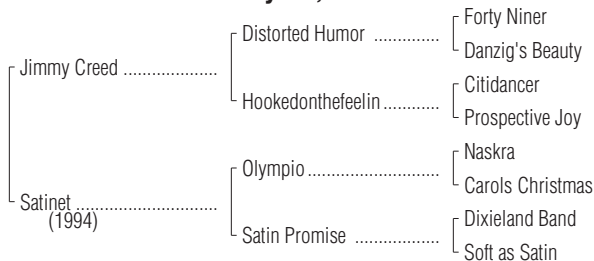 Forty Niner
Distorted Humor ..............
Danzig's Beauty
Jimmy Creed ....................
Citidancer
Hookedonthefeelin ............
Prospective Joy
Naskra
Olympio ......................
Carols Christmas
Satinet ..............................
(1994)
Dixieland Band
Satin Promise ..................
Soft as Satin